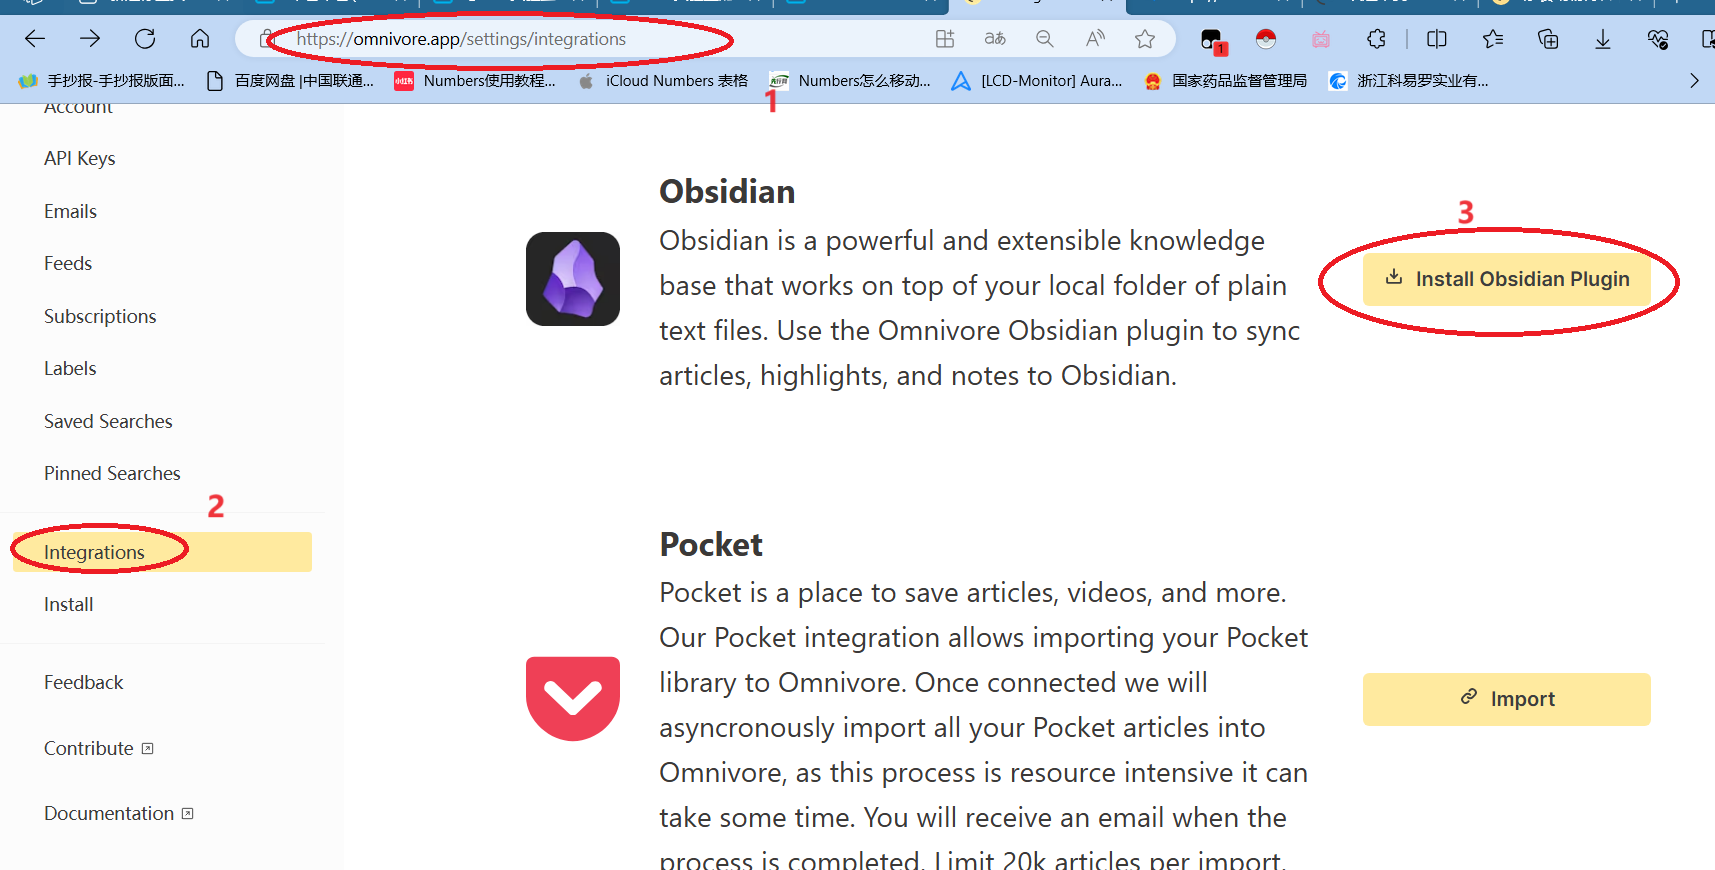 https://omnivore.app/settings/integrations
1
手抄报-手抄报版面...
百度网盘 |中国联通...
小红书
Numbers使用教程...
iCloud Numbers 表格
Numbers怎么移动...
[LCD-Monitor] Aura...
国家药品监督管理局
浙江科易罗实业有...
1
Account
API Keys
Emails
Feeds
Subscriptions
Labels
Saved Searches
Pinned Searches
2
Integrations
Install
Feedback
Contribute
Documentation
Obsidian
Obsidian is a powerful and extensible knowledge
base that works on top of your local folder of plain
text files. Use the Omnivore Obsidian plugin to sync
articles, highlights, and notes to Obsidian.
3
Install Obsidian Plugin
Pocket
Pocket is a place to save articles, videos, and more.
Our Pocket integration allows importing your Pocket
library to Omnivore. Once connected we will
asyncronously import all your Pocket articles into
Omnivore, as this process is resource intensive it can
take some time. You will receive an email when the
process is completed. Limit 20k articles per import.
Import